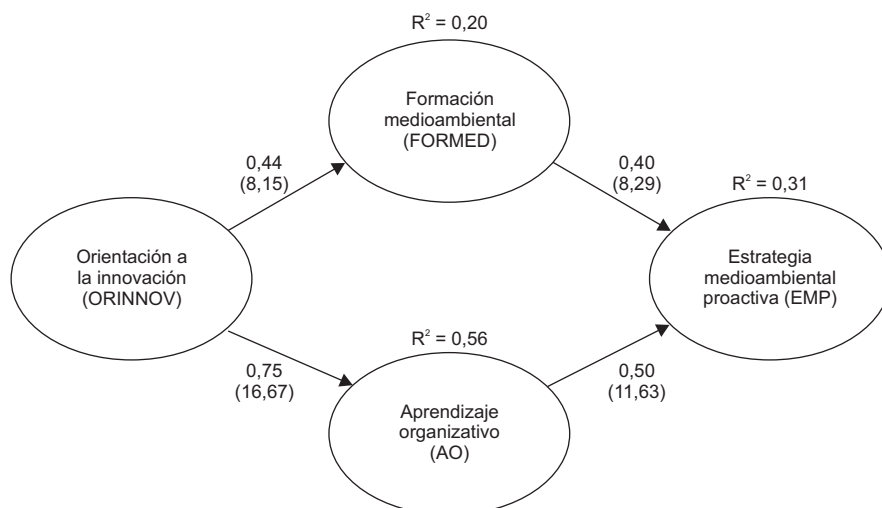 R² = 0,20
Formación
medioambiental
(FORMED)
0,44
(8,15)
0,40
(8,29)
R² = 0,31
Orientación a
la innovación
(ORINNOV)
Estrategia
medioambiental
proactiva (EMP)
R² = 0,56
0,75
(16,67)
0,50
(11,63)
Aprendizaje
organizativo
(AO)